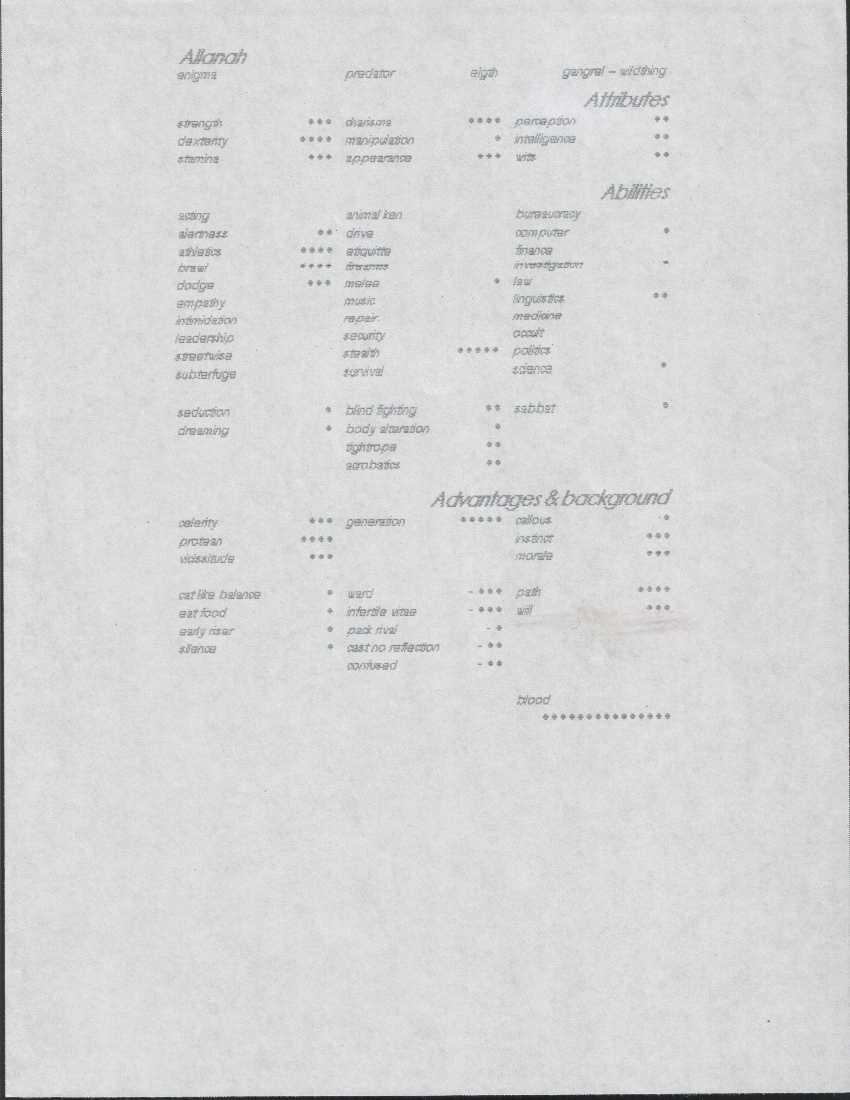 Allanah
enigma predator eigth gangrel – wildthing
Attributes
strength *** charisma **** perception **
dexterity **** manipulation * intelligence **
stamina *** appearance *** wits **
Abilities
acting animal ken bureaucracy
alertness ** drive computer *
athletics **** etiquitte finance
brawl **** firearms investigation *
dodge *** melee * law
empathy music linguistics **
intimidation repair medicine
leadership security occult
streetwise stealth ***** politics
subterfuge survival science *
seduction * blind fighting ** sabbat *
dreaming * body alteration *
tightrope **
acrobatics **
Advantages & background
celerity *** generation ***** callous *
protean **** instinct ***
vicissitude *** morale ***
cat like balance * ward - *** path ****
eat food * infertile vitae - *** will ***
early riser * pack rival - *
silence * cast no reflection - **
confused - **
blood
***************